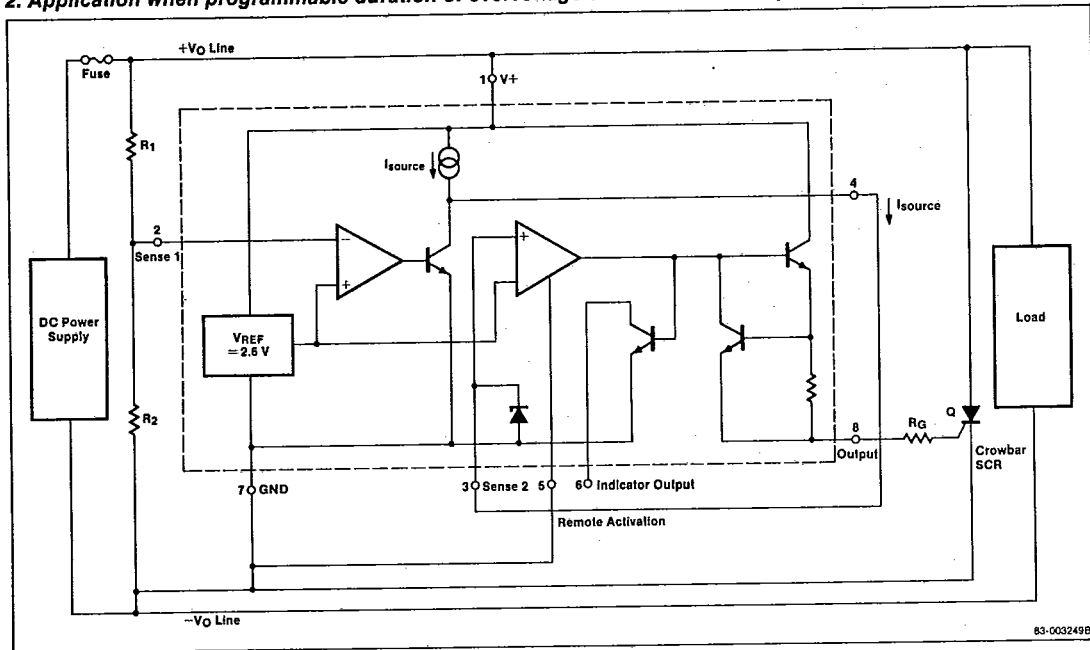 2. Application when programmable duration of overvoltage
+VO Line
Fuse
1 V+
R1
Isource
4
Isource
2
Sense 1
−
+
+
DC Power
Supply
VREF
= 2.5 V
Load
R2
Q
RG
8
Output
Crowbar
SCR
7 GND
3 Sense 2 5 6 Indicator Output
Remote Activation
−VO Line
83-003249B